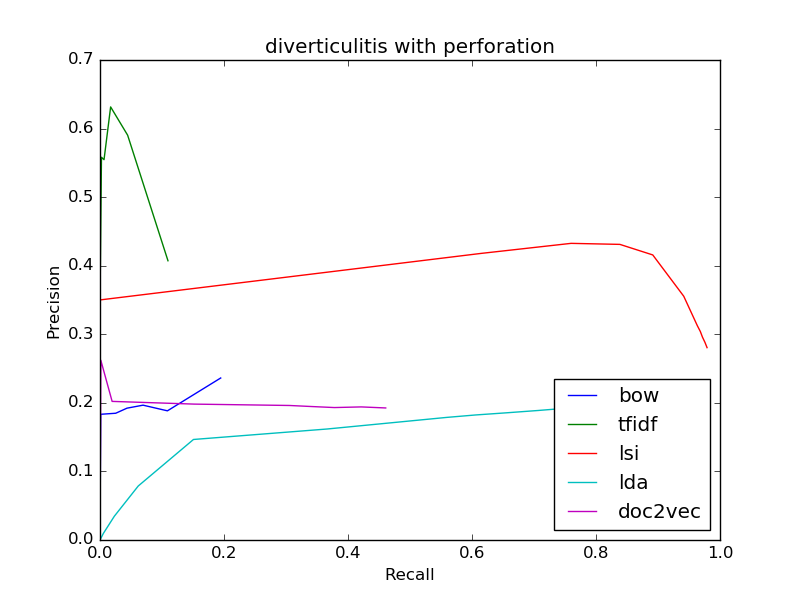 diverticulitis with perforation
0.7
0.6
0.5
0.4
0.3
0.2
0.1
0.0
Precision
0.0 0.2 0.4 0.6 0.8 1.0
Recall
bow
tfidf
lsi
lda
doc2vec